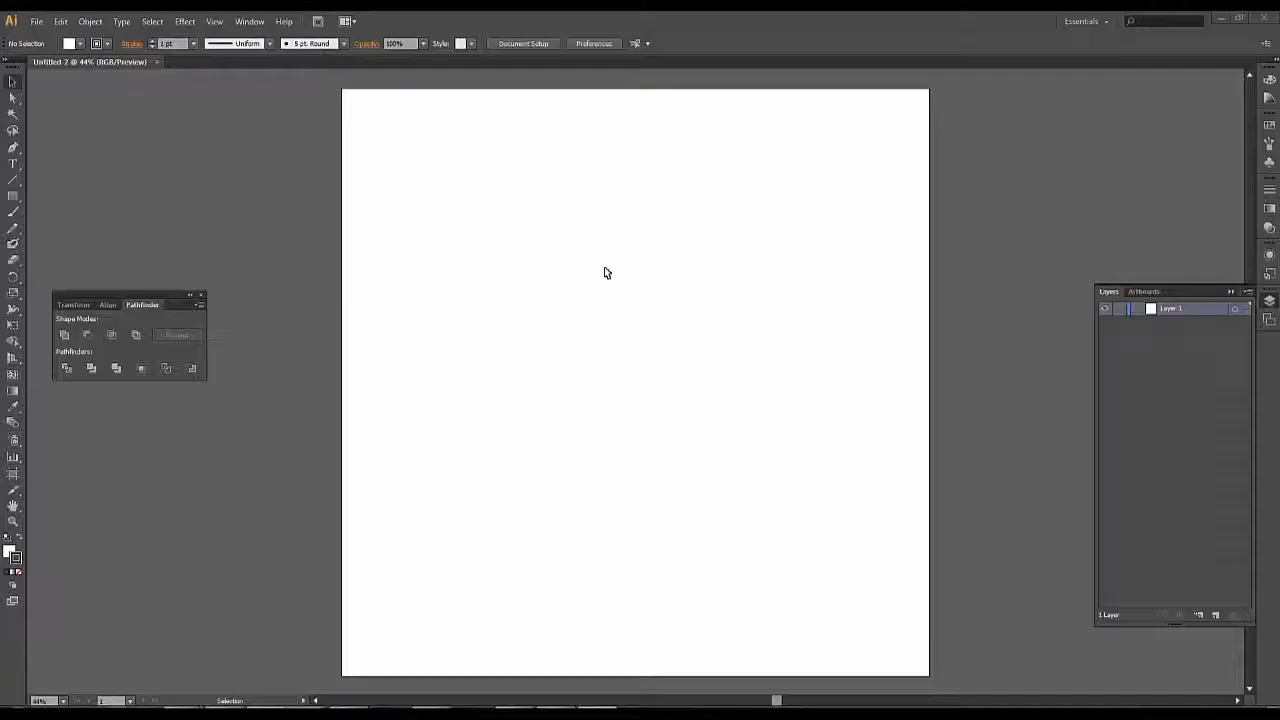 Ai File Edit Object Type Select Effect View Window Help Essentials
No Selection Stroke: 1 pt Uniform 5 pt. Round Opacity: 100% Style: Document Setup Preferences
Untitled-2 @ 44% (RGB/Preview) ×
Transform Align Pathfinder
Shape Modes:
Expand
Pathfinders:
Layers Artboards
Layer 1
1 Layer
44% 1 Selection